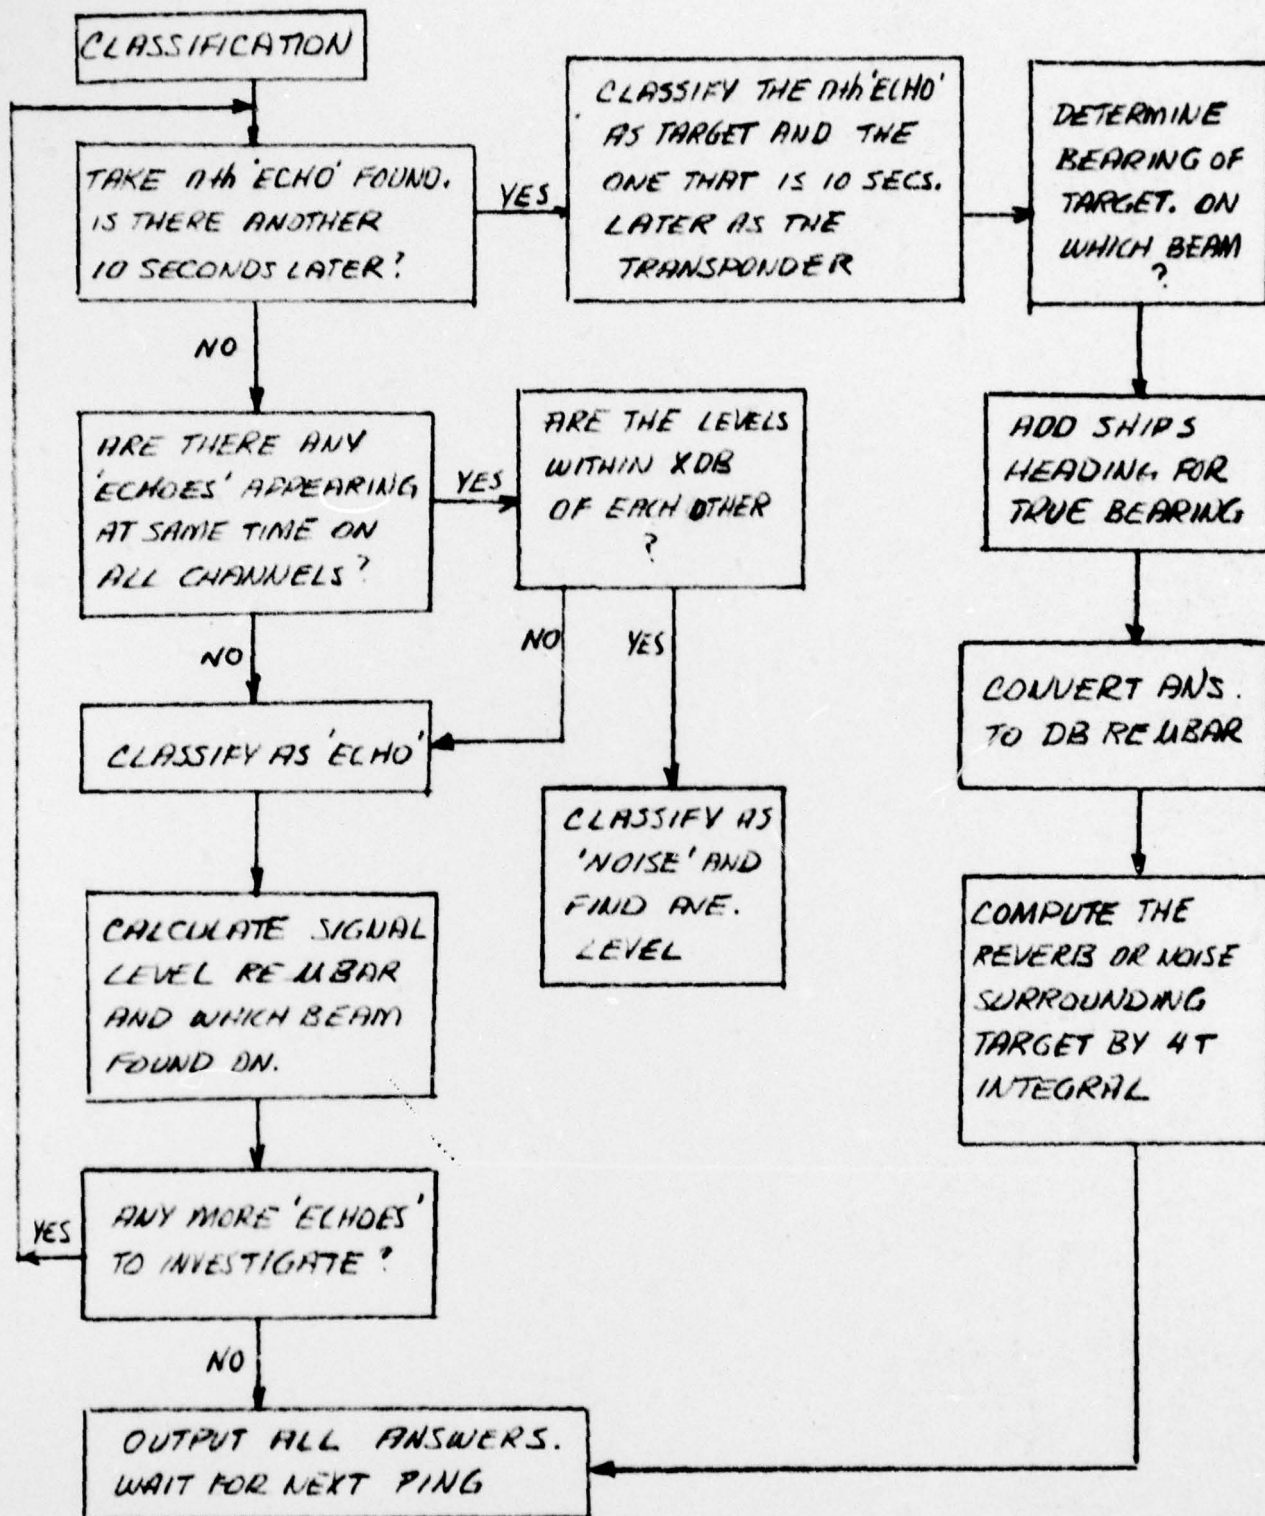 CLASSIFICATION
TAKE nth 'ECHO' FOUND.
IS THERE ANOTHER
10 SECONDS LATER?
YES
CLASSIFY THE nth 'ECHO'
AS TARGET AND THE
ONE THAT IS 10 SECS.
LATER AS THE
TRANSPONDER
DETERMINE
BEARING OF
TARGET. ON
WHICH BEAM
?
NO
ARE THERE ANY
'ECHOES' APPEARING
AT SAME TIME ON
ALL CHANNELS?
YES
ARE THE LEVELS
WITHIN XDB
OF EACH OTHER
?
ADD SHIPS
HEADING FOR
TRUE BEARING
NO
NO
YES
CLASSIFY AS 'ECHO'
CONVERT ANS.
TO DB RE µBAR
CLASSIFY AS
'NOISE' AND
FIND AVE.
LEVEL
CALCULATE SIGNAL
LEVEL RE µBAR
AND WHICH BEAM
FOUND ON.
COMPUTE THE
REVERB OR NOISE
SURROUNDING
TARGET BY 4T
INTEGRAL
YES
ANY MORE 'ECHOES'
TO INVESTIGATE?
NO
OUTPUT ALL ANSWERS.
WAIT FOR NEXT PING